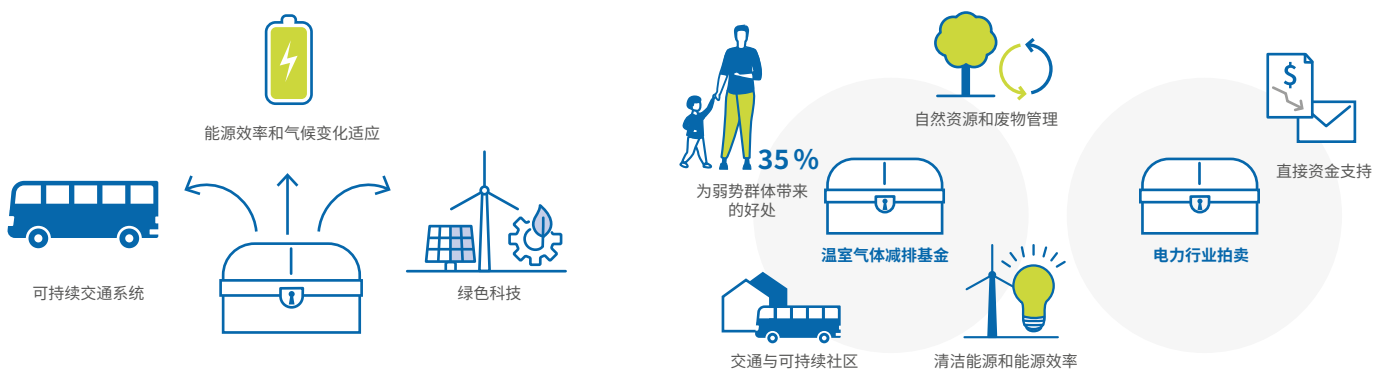 能源效率和气候变化适应
可持续交通系统
绿色科技
35%
为弱势群体带来
的好处
自然资源和废物管理
温室气体减排基金
交通与可持续社区
清洁能源和能源效率
$
直接资金支持
电力行业拍卖